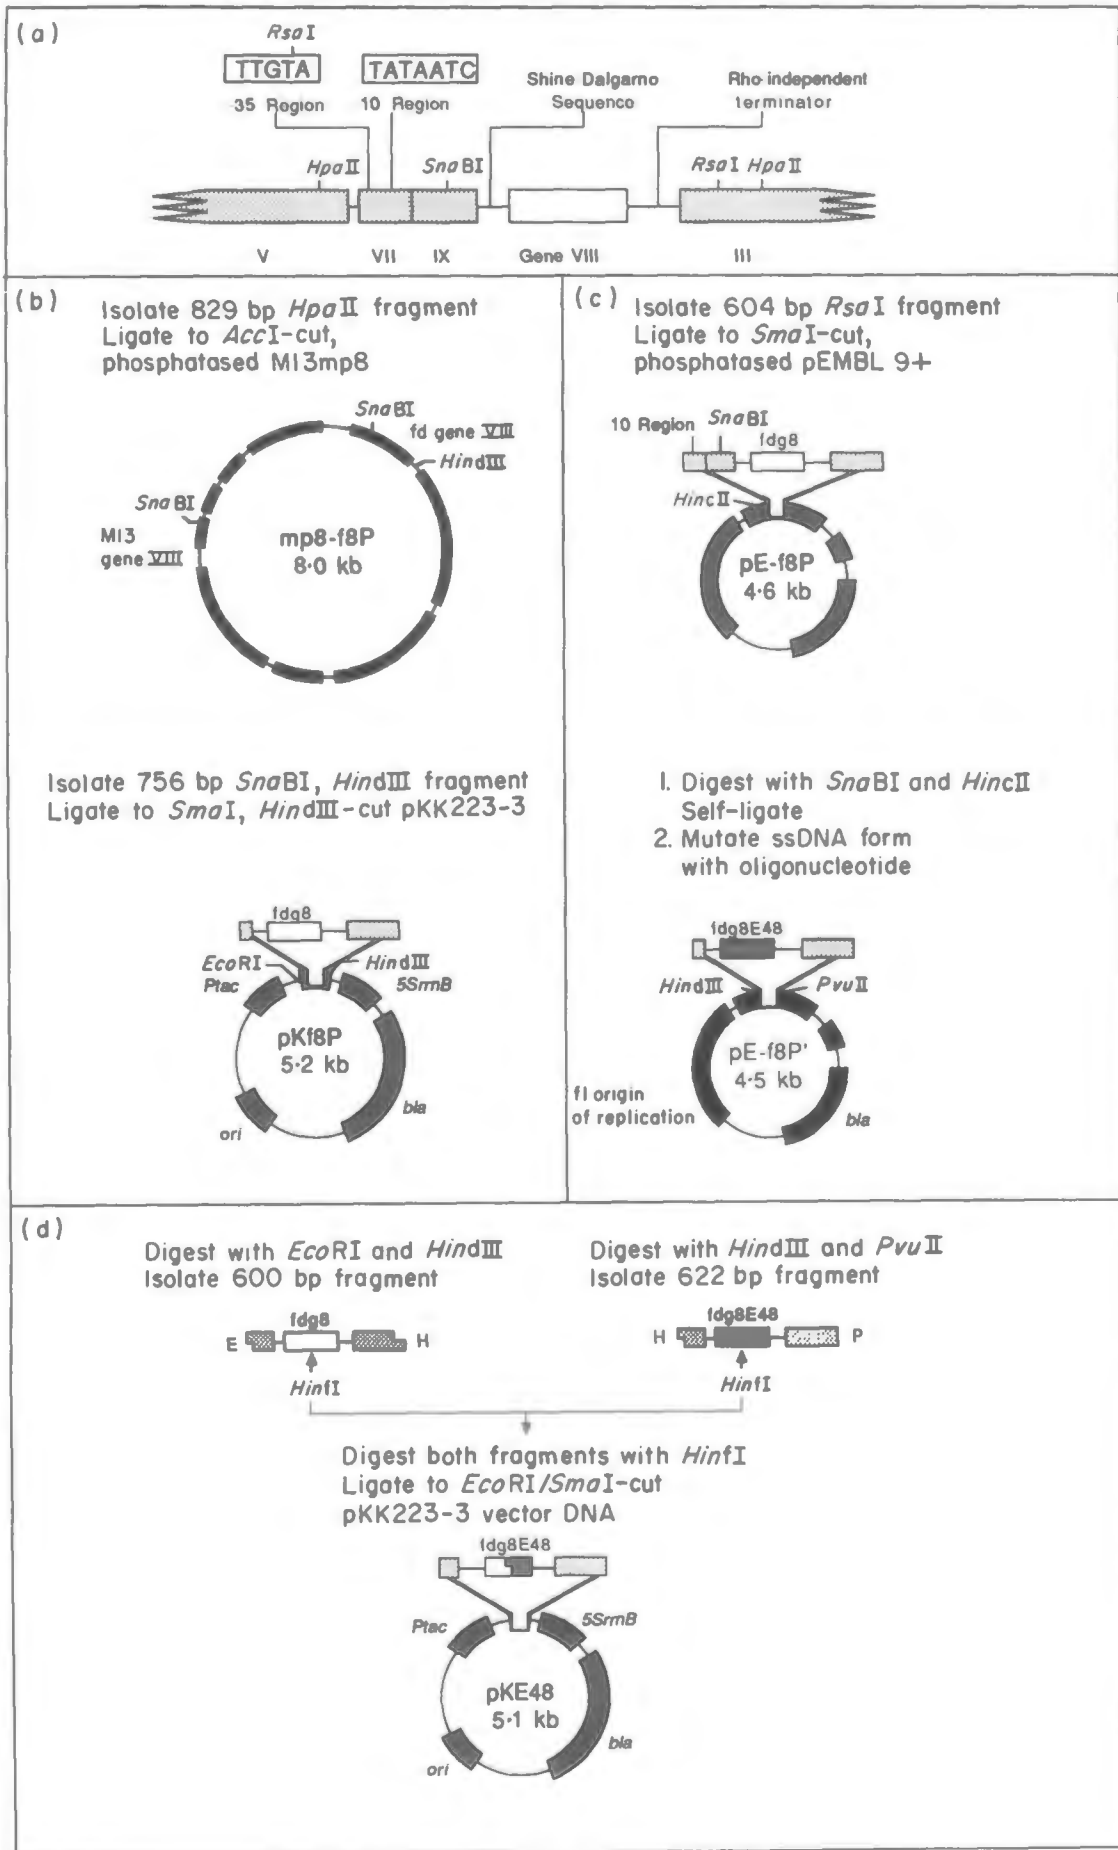 (a)
RsaI
TTGTA
TATAATC
35 Region
10 Region
Shine Dalgarno
Sequence
Rho independent
terminator
HpaII
SnaBI
RsaI HpaII
V
VII
IX
Gene VIII
III
(b)
Isolate 829 bp HpaII fragment
Ligate to AccI-cut,
phosphatased M13mp8
SnaBI
fd gene VIII
HindIII
SnaBI
M13
gene VIII
mp8-f8P
8·0 kb
Isolate 756 bp SnaBI, HindIII fragment
Ligate to SmaI, HindIII-cut pKK223-3
fdg8
EcoRI
HindIII
Ptac
5SrrnB
pKf8P
5·2 kb
ori
bla
(c)
Isolate 604 bp RsaI fragment
Ligate to SmaI-cut,
phosphatased pEMBL 9+
10 Region
SnaBI
fdg8
HincII
pE-f8P
4·6 kb
1. Digest with SnaBI and HincII
Self-ligate
2. Mutate ssDNA form
with oligonucleotide
fdg8E48
HindIII
PvuII
pE-f8P'
4·5 kb
f1 origin
of replication
bla
(d)
Digest with EcoRI and HindIII
Isolate 600 bp fragment
Digest with HindIII and PvuII
Isolate 622 bp fragment
fdg8
E
H
HinfI
fdg8E48
H
P
HinfI
Digest both fragments with HinfI
Ligate to EcoRI/SmaI-cut
pKK223-3 vector DNA
fdg8E48
Ptac
5SrrnB
pKE48
5·1 kb
ori
bla